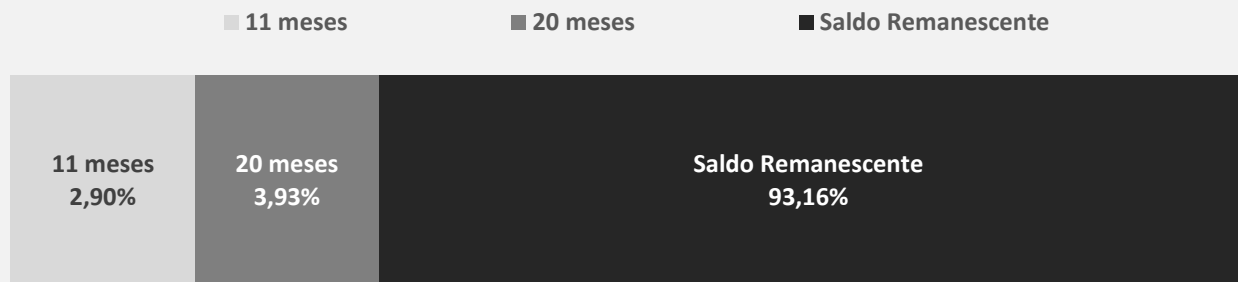 11 meses
20 meses
Saldo Remanescente
11 meses
2,90%
20 meses
3,93%
Saldo Remanescente
93,16%